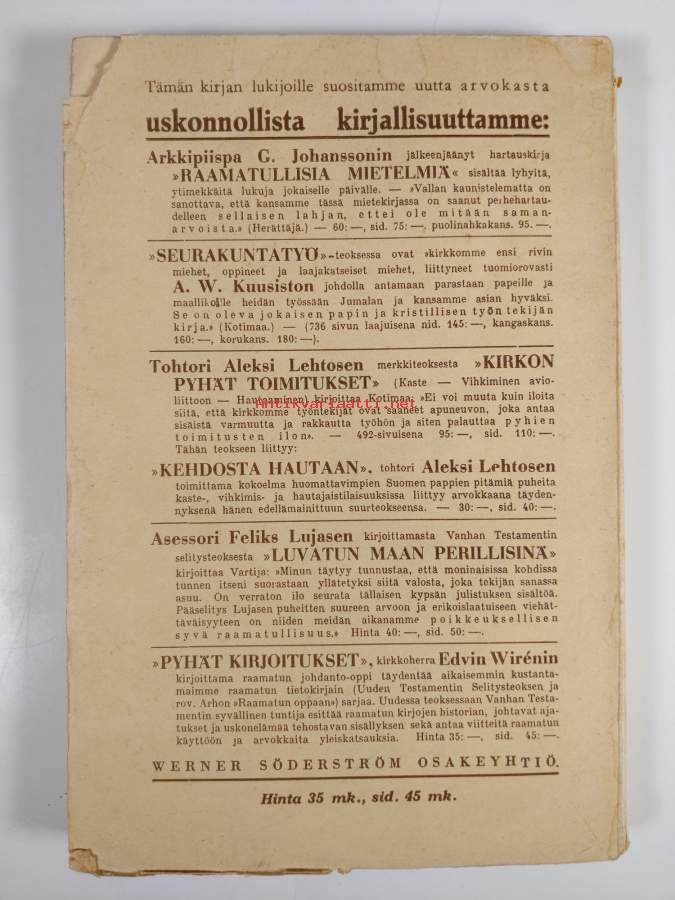 Tämän kirjan lukijoille suositamme uutta arvokasta
uskonnollista kirjallisuuttamme:
Arkkipiispa G. Johanssonin jälkeenjäänyt hartauskirja
»RAAMATULLISIA MIETELMIÄ« sisältää lyhyitä,
ytimekkäitä lukuja jokaiselle päivälle. — »Vallan kaunistelematta on
sanottava, että kansamme tässä mietekirjassa on saanut perhehartau-
delleen sellaisen lahjan, ettei ole mitään saman-
arvoista.» (Herättäjä.) — 60: —, sid. 75: —. puolinahkakans. 95. —.
»SEURAKUNTATYÖ»-teoksessa ovat »kirkkomme ensi rivin
miehet, oppineet ja laajakatseiset miehet, liittyneet tuomiorovasti
A. W. Kuusiston johdolla antamaan parastaan papeille ja
maallikoille heidän työssään Jumalan ja kansamme asian hyväksi.
Se on oleva jokaisen papin ja kristillisen työn tekijän
kirja.» (Kotimaa.) — (736 sivun laajuisena nid. 145: —, kangaskans.
160: —, korukans. 180: —).
Tohtori Aleksi Lehtosen merkkiteoksesta »KIRKON
PYHÄT TOIMITUKSET» (Kaste — Vihkiminen avio-
liittoon — Hautaaminen) kirjoittaa Kotimaa: »Ei voi muuta kuin iloita
siitä, että kirkkomme työntekijät ovat saaneet apuneuvon, joka antaa
sisäistä varmuutta ja rakkautta työhön ja siten palauttaa pyhien
toimitusten ilon». — 492-sivuisena 95: —, sid. 110: —.
Tähän teokseen liittyy:
»KEHDOSTA HAUTAAN», tohtori Aleksi Lehtosen
toimittama kokoelma huomattavimpien Suomen pappien pitämiä puheita
kaste-, vihkimis- ja hautajaistilaisuuksissa liittyy arvokkaana täyden-
nyksenä hänen edellämainittuun suurteokseensa. — 30: —, sid. 40: —.
Asessori Feliks Lujasen kirjoittamasta Vanhan Testamentin
selitysteoksesta »LUVATUN MAAN PERILLISINÄ»
kirjoittaa Vartija: »Minun täytyy tunnustaa, että moninaisissa kohdissa
tunnen itseni suorastaan yllätetyksi siitä valosta, joka tekijän sanassa
asuu. On verraton ilo seurata tällaisen kypsän julistuksen sisältöä.
Pääselitys Lujasen puheitten suureen arvoon ja erikoislaatuiseen viehät-
täväisyyteen on niiden meidän aikanamme poikkeuksellisen
syvä raamatullisuus.» Hinta 40: —, sid. 50: —.
»PYHÄT KIRJOITUKSET», kirkkoherra Edvin Wirénin
kirjoittama raamatun johdanto-oppi täydentää aikaisemmin kustanta-
maimme raamatun tietokirjain (Uuden Testamentin Selitysteoksen ja
rov. Arhon »Raamatun oppaan») sarjaa. Uudessa teoksessaan Vanhan Testa-
mentin syvällinen tuntija esittää raamatun kirjojen historian, johtavat aja-
tukset ja uskonelämää tehostavan sisällyksen sekä antaa viitteitä raamatun
käyttöön ja arvokkaita yleiskatsauksia. Hinta 35: —, sid. 45: —.
WERNER SÖDERSTRÖM OSAKEYHTIÖ.
Hinta 35 mk., sid. 45 mk.
antikvariaatti.net